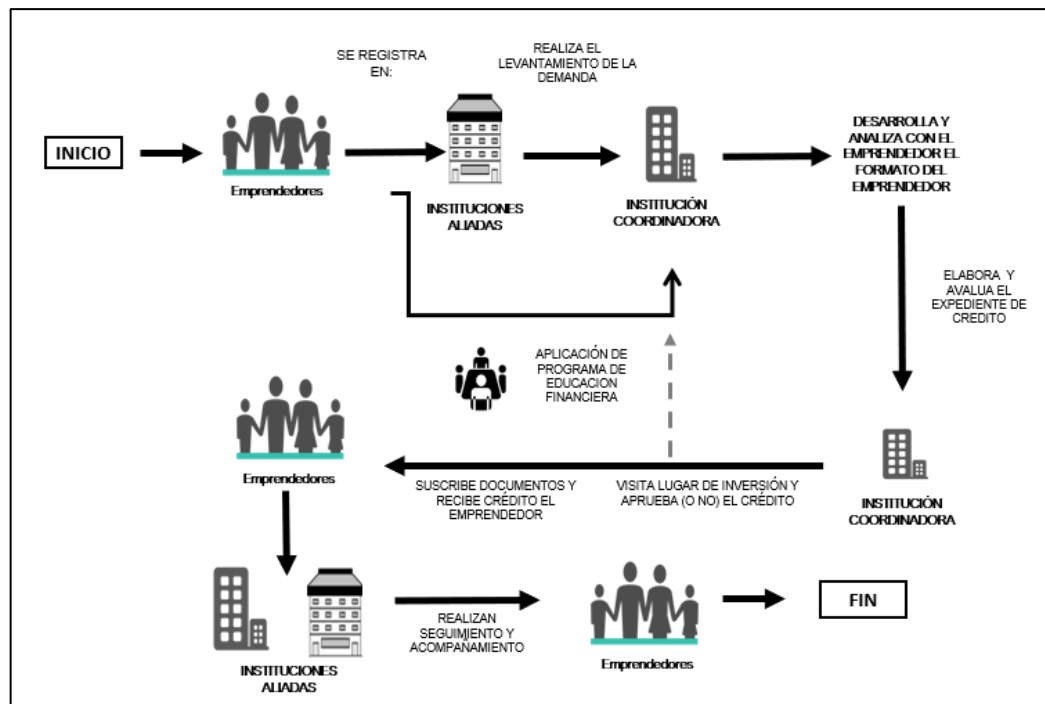 SE REGISTRA
EN:
REALIZA EL
LEVANTAMIENTO DE LA
DEMANDA
INICIO
Emprendedores
INSTITUCIONES
ALIADAS
INSTITUCIÓN
COORDINADORA
DESARROLLA Y
ANALIZA CON EL
EMPRENDEDOR EL
FORMATO DEL
EMPRENDEDOR
ELABORA Y
AVALUA EL
EXPEDIENTE DE
CREDITO
APLICACIÓN DE
PROGRAMA DE
EDUCACION
FINANCIERA
INSTITUCIÓN
COORDINADORA
VISITA LUGAR DE INVERSIÓN Y
APRUEBA (O NO) EL CRÉDITO
SUSCRIBE DOCUMENTOS Y
RECIBE CRÉDITO EL
EMPRENDEDOR
Emprendedores
INSTITUCIONES
ALIADAS
REALIZAN
SEGUIMIENTO Y
ACOMPAÑAMIENTO
Emprendedores
FIN